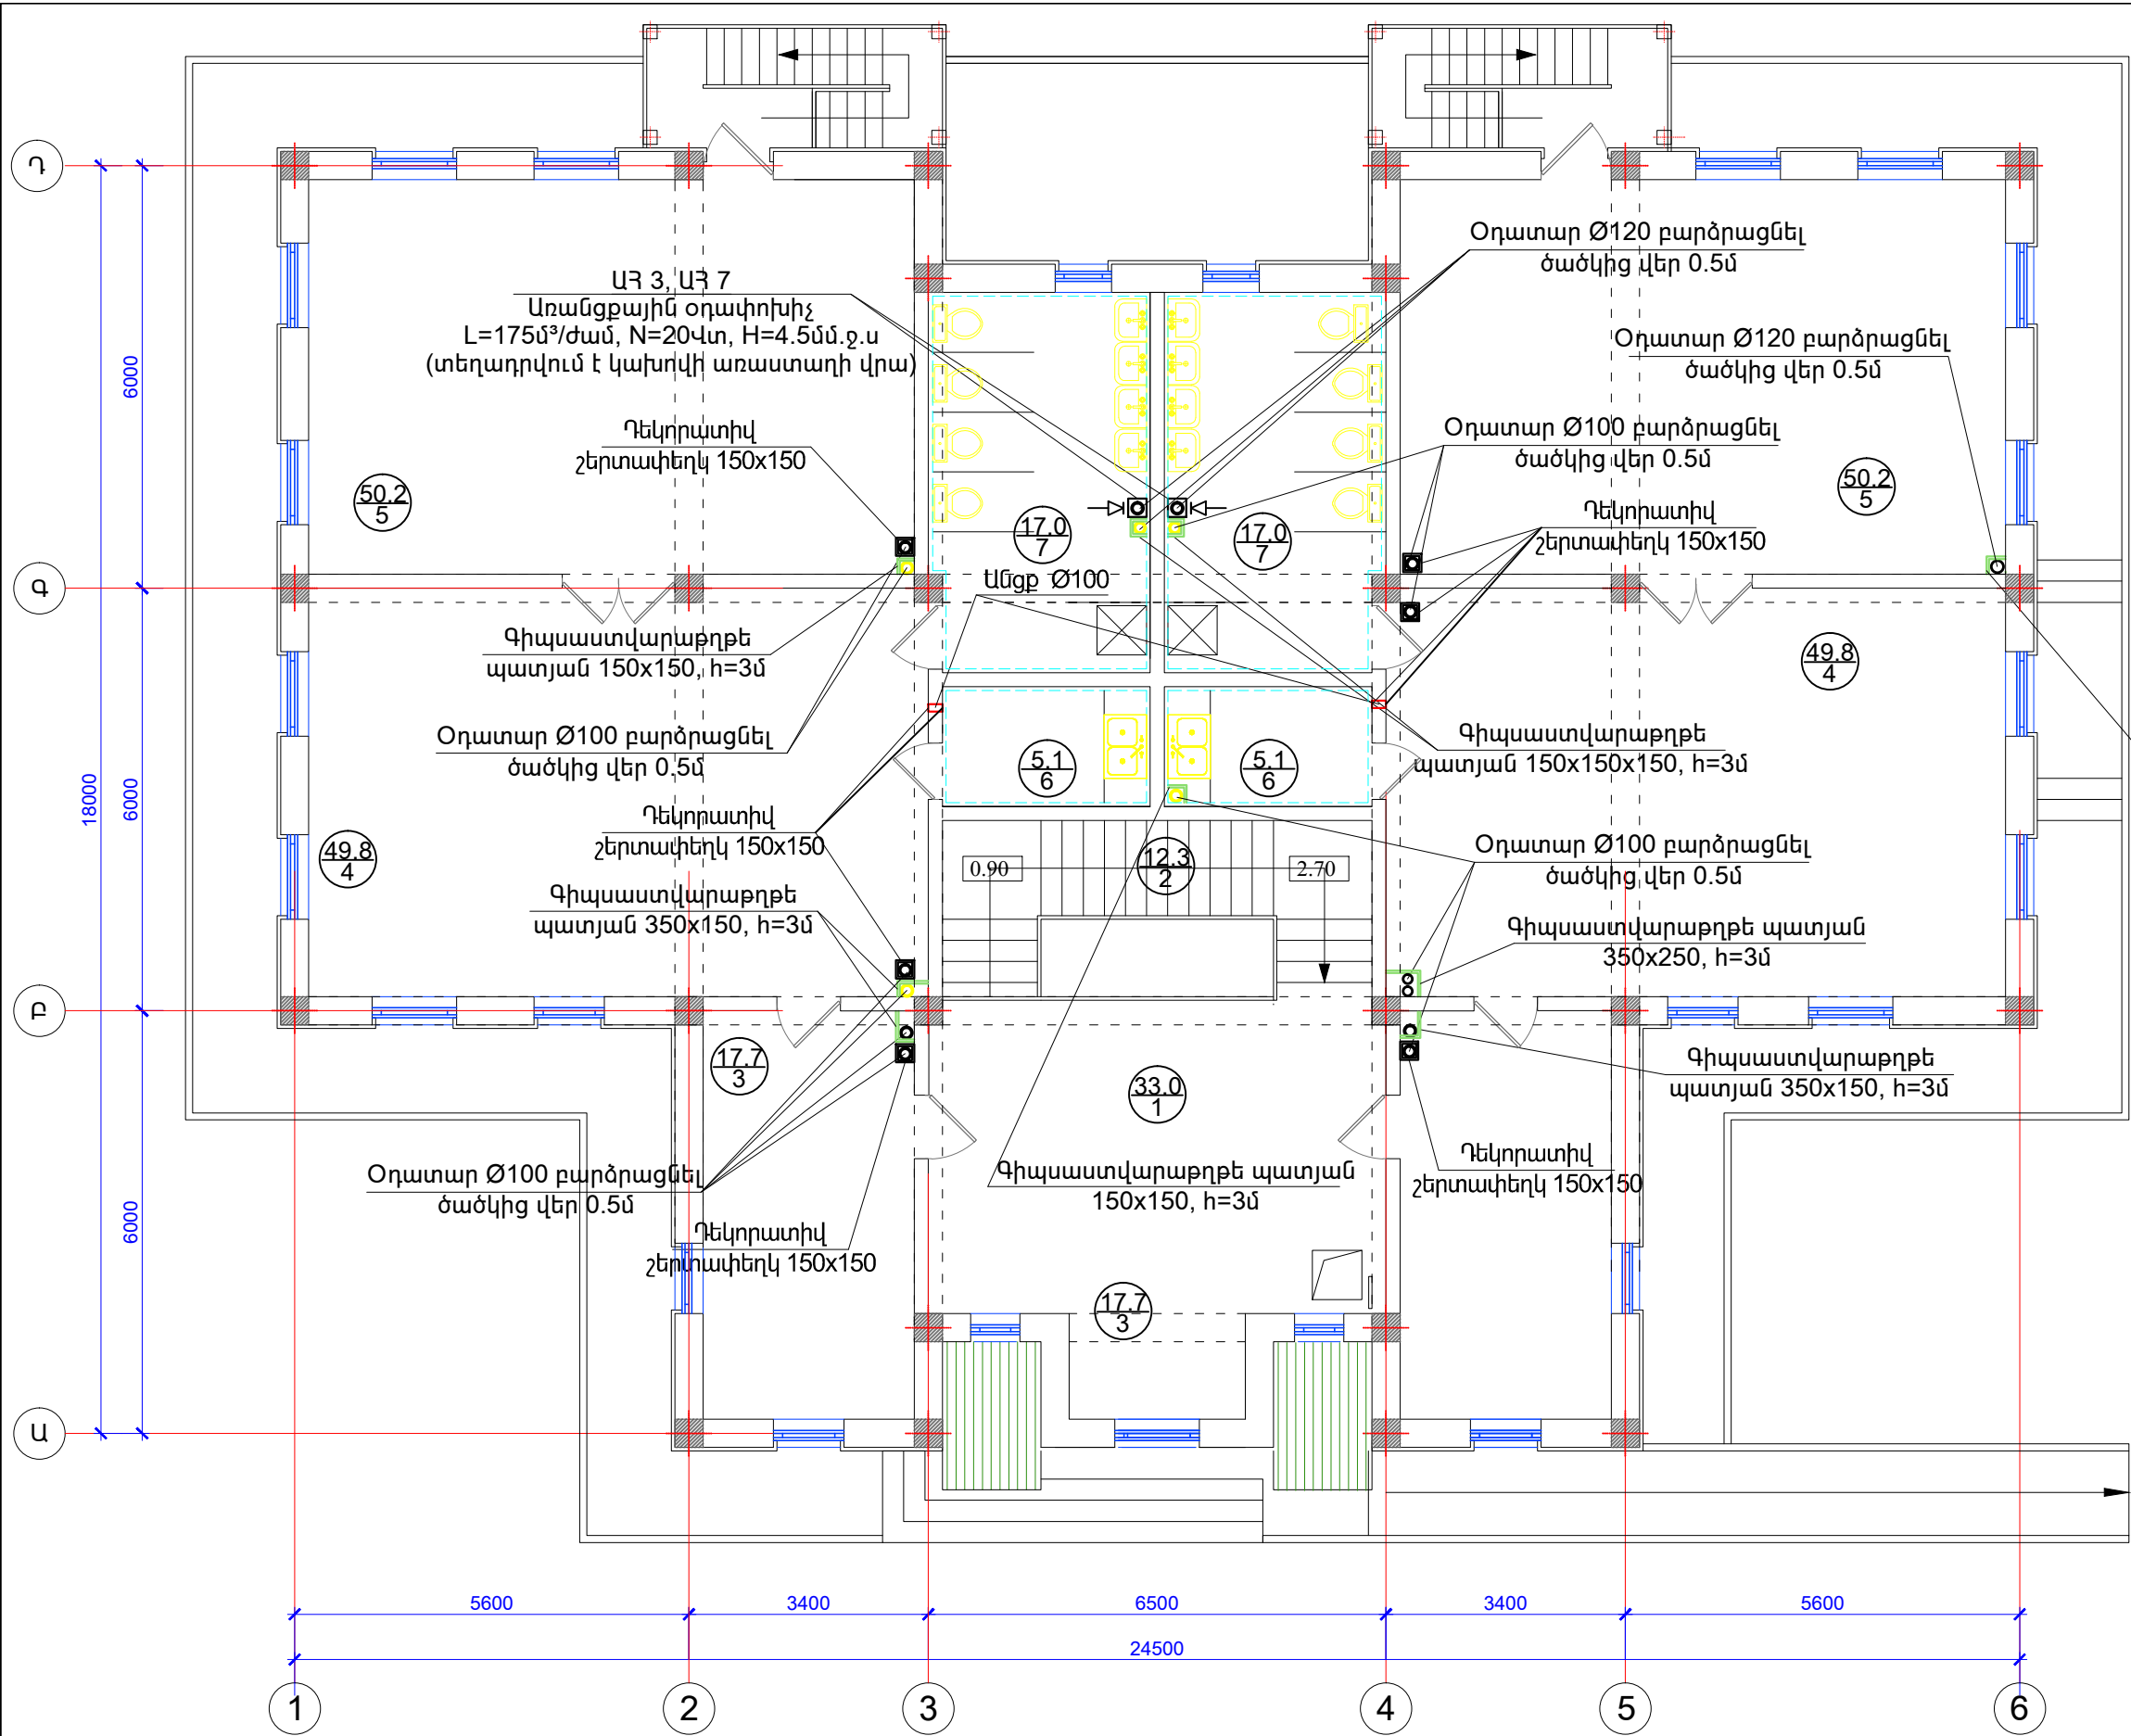 Դ
Գ
Բ
Ա
6000
6000
6000
18000
Օդատար Ø120 բարձրացնել
ծածկից վեր 0.5մ
ԱՀ 3, ԱՀ 7
Առանցքային օդափոխիչ
L=175մ³/ժամ, N=20Վտ, H=4.5մմ.ջ.ս
(տեղադրվում է կախովի առաստաղի վրա)
Օդատար Ø120 բարձրացնել
ծածկից վեր 0.5մ
Դեկորատիվ
շերտափեղկ 150x150
Օդատար Ø100 բարձրացնել
ծածկից վեր 0.5մ
50.2
5
50.2
5
Դեկորատիվ
շերտափեղկ 150x150
17.0
7
17.0
7
Անցք Ø100
Գիպսաստվարաթղթե
պատյան 150x150, h=3մ
49.8
4
Օդատար Ø100 բարձրացնել
ծածկից վեր 0.5մ
Գիպսաստվարաթղթե
պատյան 150x150x150, h=3մ
5.1
6
5.1
6
Դեկորատիվ
շերտափեղկ 150x150
49.8
4
0.90
12.3
2
2.70
Օդատար Ø100 բարձրացնել
ծածկից վեր 0.5մ
Գիպսաստվարաթղթե
պատյան 350x150, h=3մ
Գիպսաստվարաթղթե պատյան
350x250, h=3մ
17.7
3
33.0
1
Գիպսաստվարաթղթե
պատյան 350x150, h=3մ
Օդատար Ø100 բարձրացնել
ծածկից վեր 0.5մ
Գիպսաստվարաթղթե պատյան
150x150, h=3մ
Դեկորատիվ
շերտափեղկ 150x150
Դեկորատիվ
շերտափեղկ 150x150
17.7
3
5600
3400
6500
3400
5600
24500
1
2
3
4
5
6